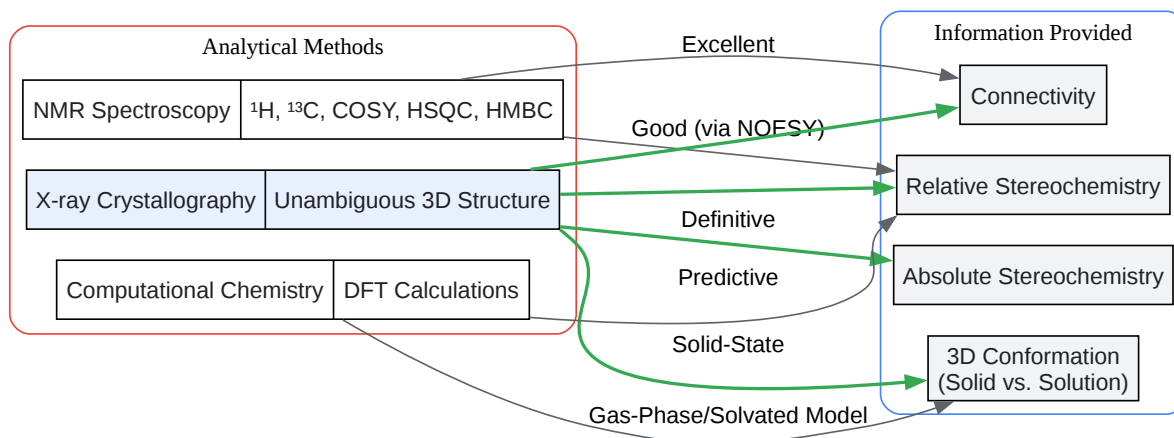 Analytical Methods
Information Provided
Excellent
NMR Spectroscopy
¹H, ¹³C, COSY, HSQC, HMBC
Connectivity
Good (via NOESY)
X-ray Crystallography
Unambiguous 3D Structure
Relative Stereochemistry
Definitive
Absolute Stereochemistry
Predictive
Computational Chemistry
DFT Calculations
Solid-State
3D Conformation
(Solid vs. Solution)
Gas-Phase/Solvated Model